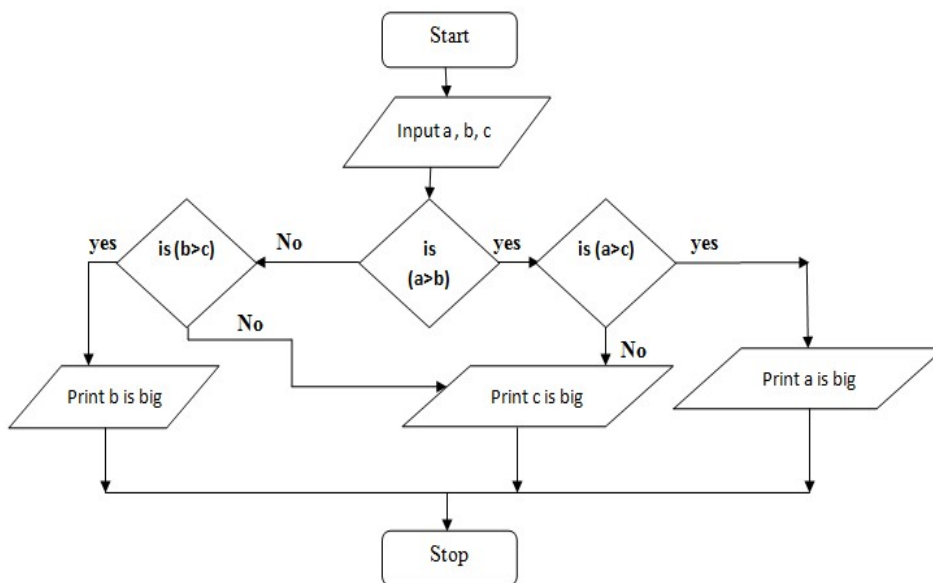 Start
Input a , b, c
yes
is (b>c)
No
is
(a>b)
yes
is (a>c)
yes
No
No
Print b is big
Print c is big
Print a is big
Stop